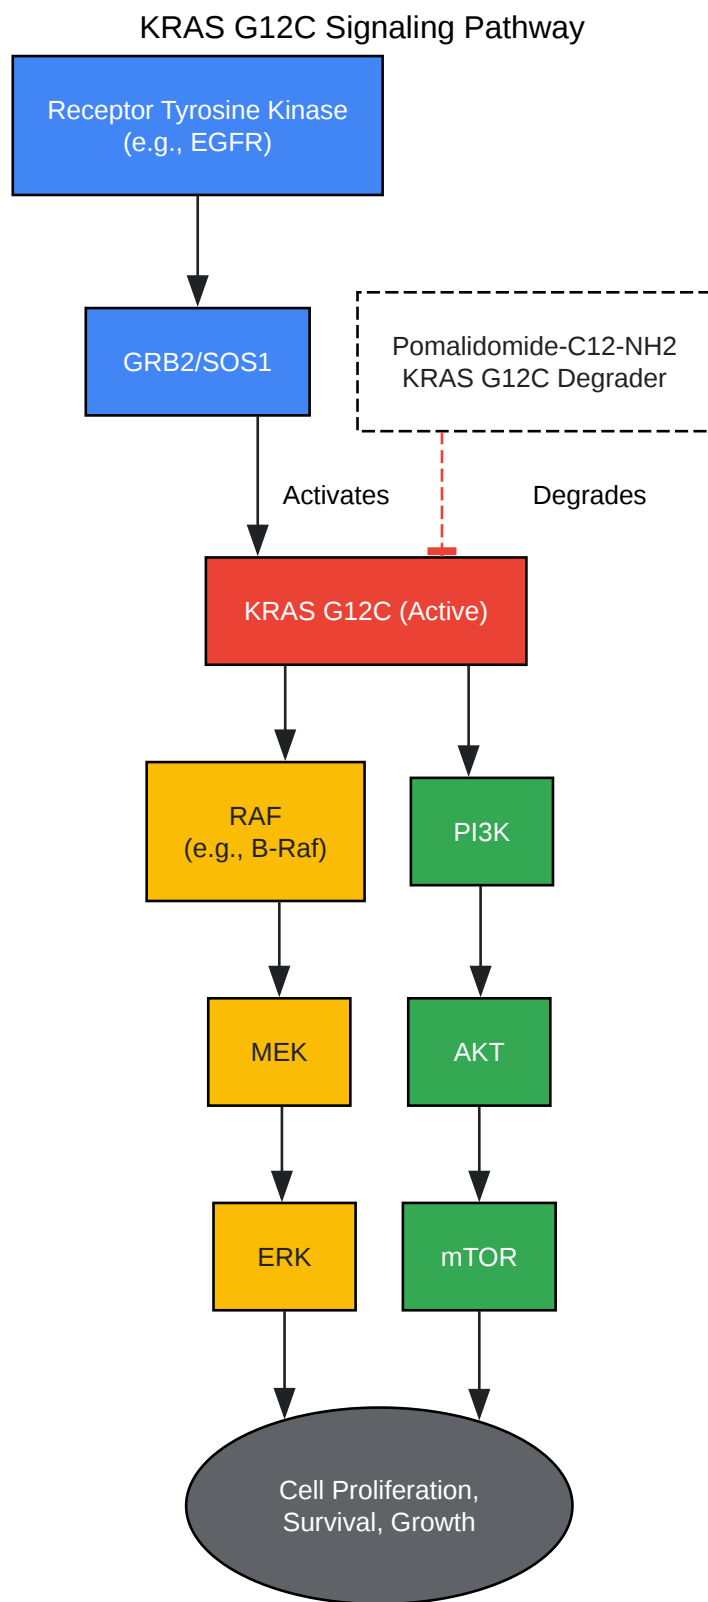 KRAS G12C Signaling Pathway
Receptor Tyrosine Kinase
(e.g., EGFR)
GRB2/SOS1
Pomalidomide-C12-NH2
KRAS G12C Degrader
Activates
Degrades
KRAS G12C (Active)
RAF
(e.g., B-Raf)
PI3K
MEK
AKT
ERK
mTOR
Cell Proliferation,
Survival, Growth